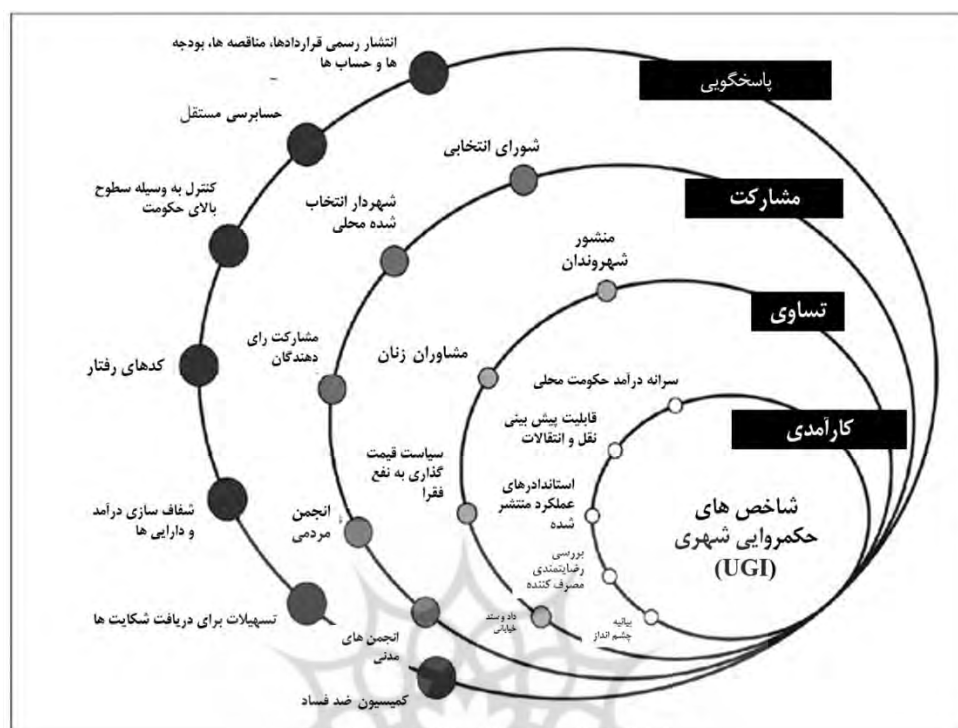 پاسخگویی
انتشار رسمی قراردادها، مناقصه ها، بودجه
ها و حساب ها
حسابرسی مستقل
کنترل به وسیله سطوح
بالای حکومت
کدهای رفتار
شفاف سازی درآمد
و دارایی ها
تسهیلات برای دریافت شکایت ها
کمیسیون ضد فساد
مشارکت
شورای انتخابی
شهردار انتخاب
شده محلی
مشارکت رای
دهندگان
انجمن
مردمی
انجمن های
مدنی
تساوی
منشور
شهروندان
مشاوران زنان
سیاست قیمت
گذاری به نفع
فقرا
داد و ستد
خیابانی
کارآمدی
سرانه درآمد حکومت محلی
قابلیت پیش بینی
نقل و انتقالات
استانداردرهای
عملکرد منتشر
شده
بررسی
رضایتمندی
مصرف کننده
بیانیه
چشم انداز
شاخص های
حکمروایی شهری
(UGI)